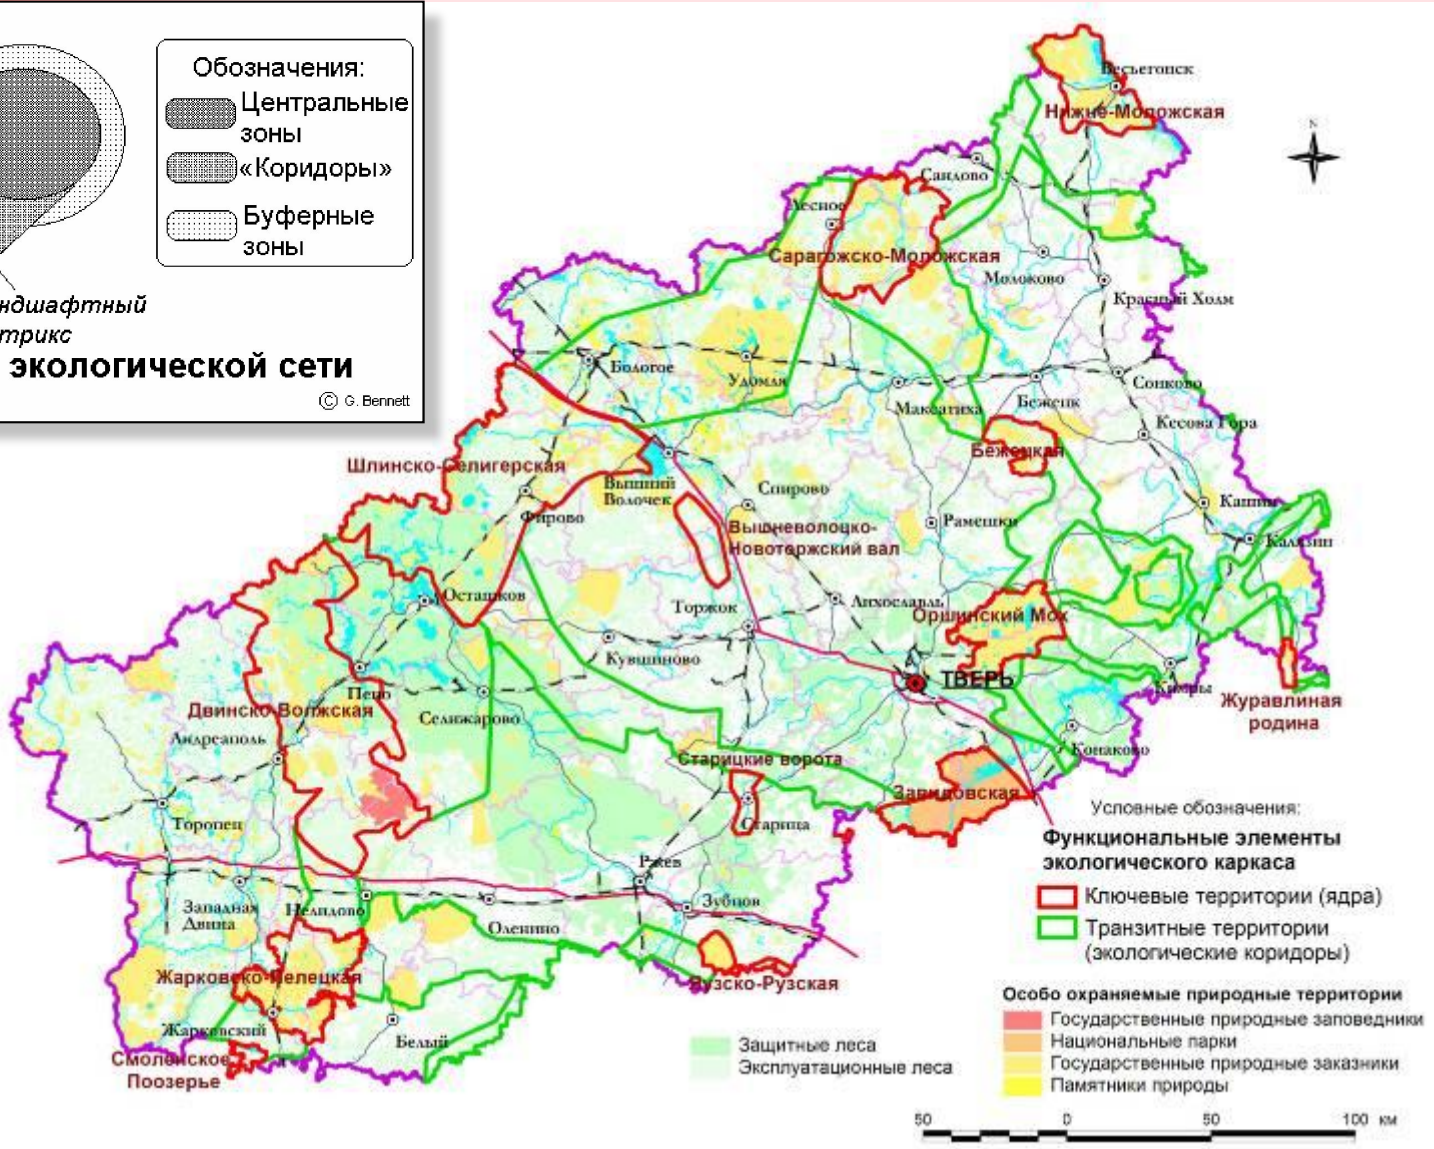 Обозначения:
Центральные
зоны
«Коридоры»
Буферные
зоны
ндшафтный
трикс
экологической сети
© G. Bennett
Весьегонск
Нижне-Моложская
N
Сандово
Лесное
Сарагожско-Моложская
Молоково
Красный Холм
Бологое
Удомля
Сонково
Максатиха
Бежецк
Кесова Гора
Бежецкая
Шлинско-Селигерская
Вышний
Волочек
Спирово
Кашин
Фирово
Вышневолоцко-
Новоторжский вал
Рамешки
Калязин
Осташков
Торжок
Лихославль
Оршинский Мох
Кувшиново
ТВЕРЬ
Кимры
Пено
Журавлиная
родина
Двинско-Волжская
Селижарово
Андреаполь
Конаково
Старицкие ворота
Завидовская
Торопец
Старица
Ржев
Западная
Двина
Нелидово
Зубцов
Оленино
Жарковско-Пелецкая
Яузско-Рузская
Жарковский
Белый
Смоленское
Поозерье
Условные обозначения:
Функциональные элементы
экологического каркаса
Ключевые территории (ядра)
Транзитные территории
(экологические коридоры)
Особо охраняемые природные территории
Государственные природные заповедники
Национальные парки
Государственные природные заказники
Памятники природы
Защитные леса
Эксплуатационные леса
50 0 50 100 км